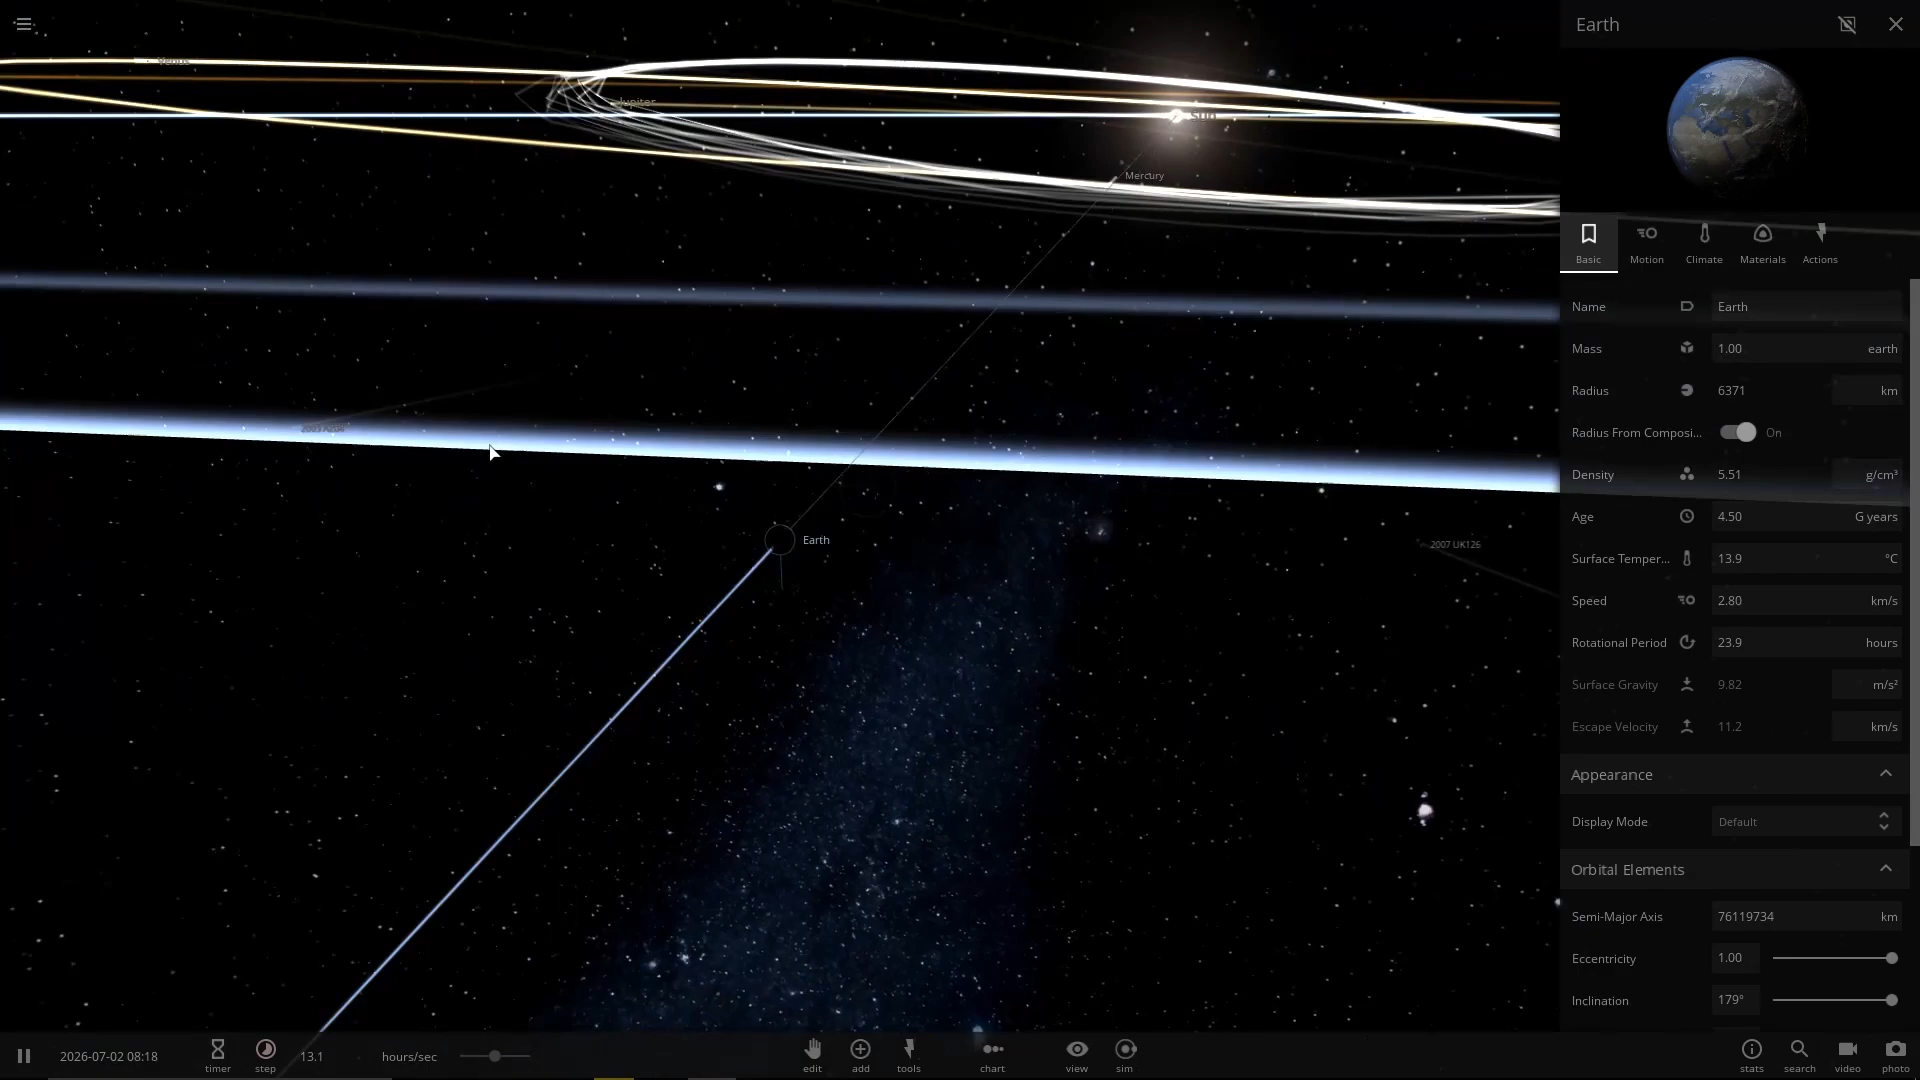 Earth
Venus
Jupiter
Sun
Mercury
Earth
2007 UK126
Basic
Motion
Climate
Materials
Actions
Name Earth
Mass 1.00 earth
Radius 6371 km
Radius From Composi... On
Density 5.51 g/cm³
Age 4.50 G years
Surface Temper... 13.9 °C
Speed 2.80 km/s
Rotational Period 23.9 hours
Surface Gravity 9.82 m/s²
Escape Velocity 11.2 km/s
Appearance
Display Mode Default
Orbital Elements
Semi-Major Axis 76119734 km
Eccentricity 1.00
Inclination 179°
2026-07-02 08:18
timer
step
13.1 hours/sec
edit
add
tools
chart
view
sim
stats
search
video
photo